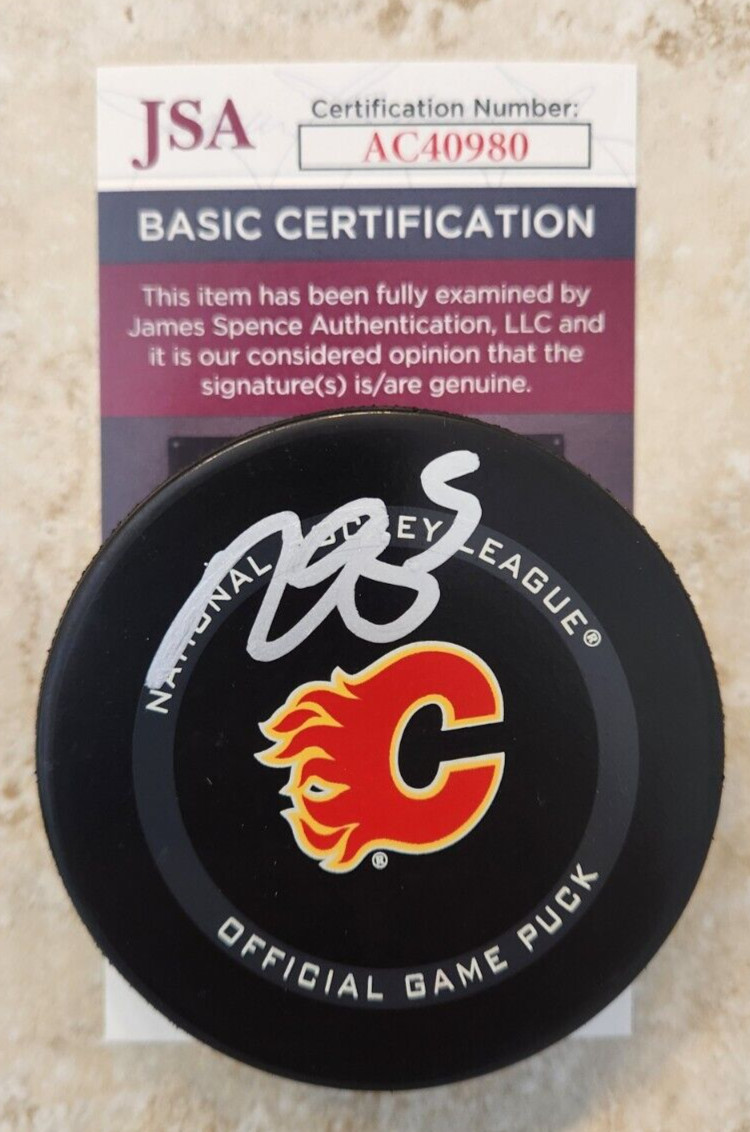 JSA
Certification Number:
AC40980
BASIC CERTIFICATION
This item has been fully examined by
James Spence Authentication, LLC and
it is our considered opinion that the
signature(s) is/are genuine.
NATIONAL HOCKEY LEAGUE®
C
®
OFFICIAL GAME PUCK